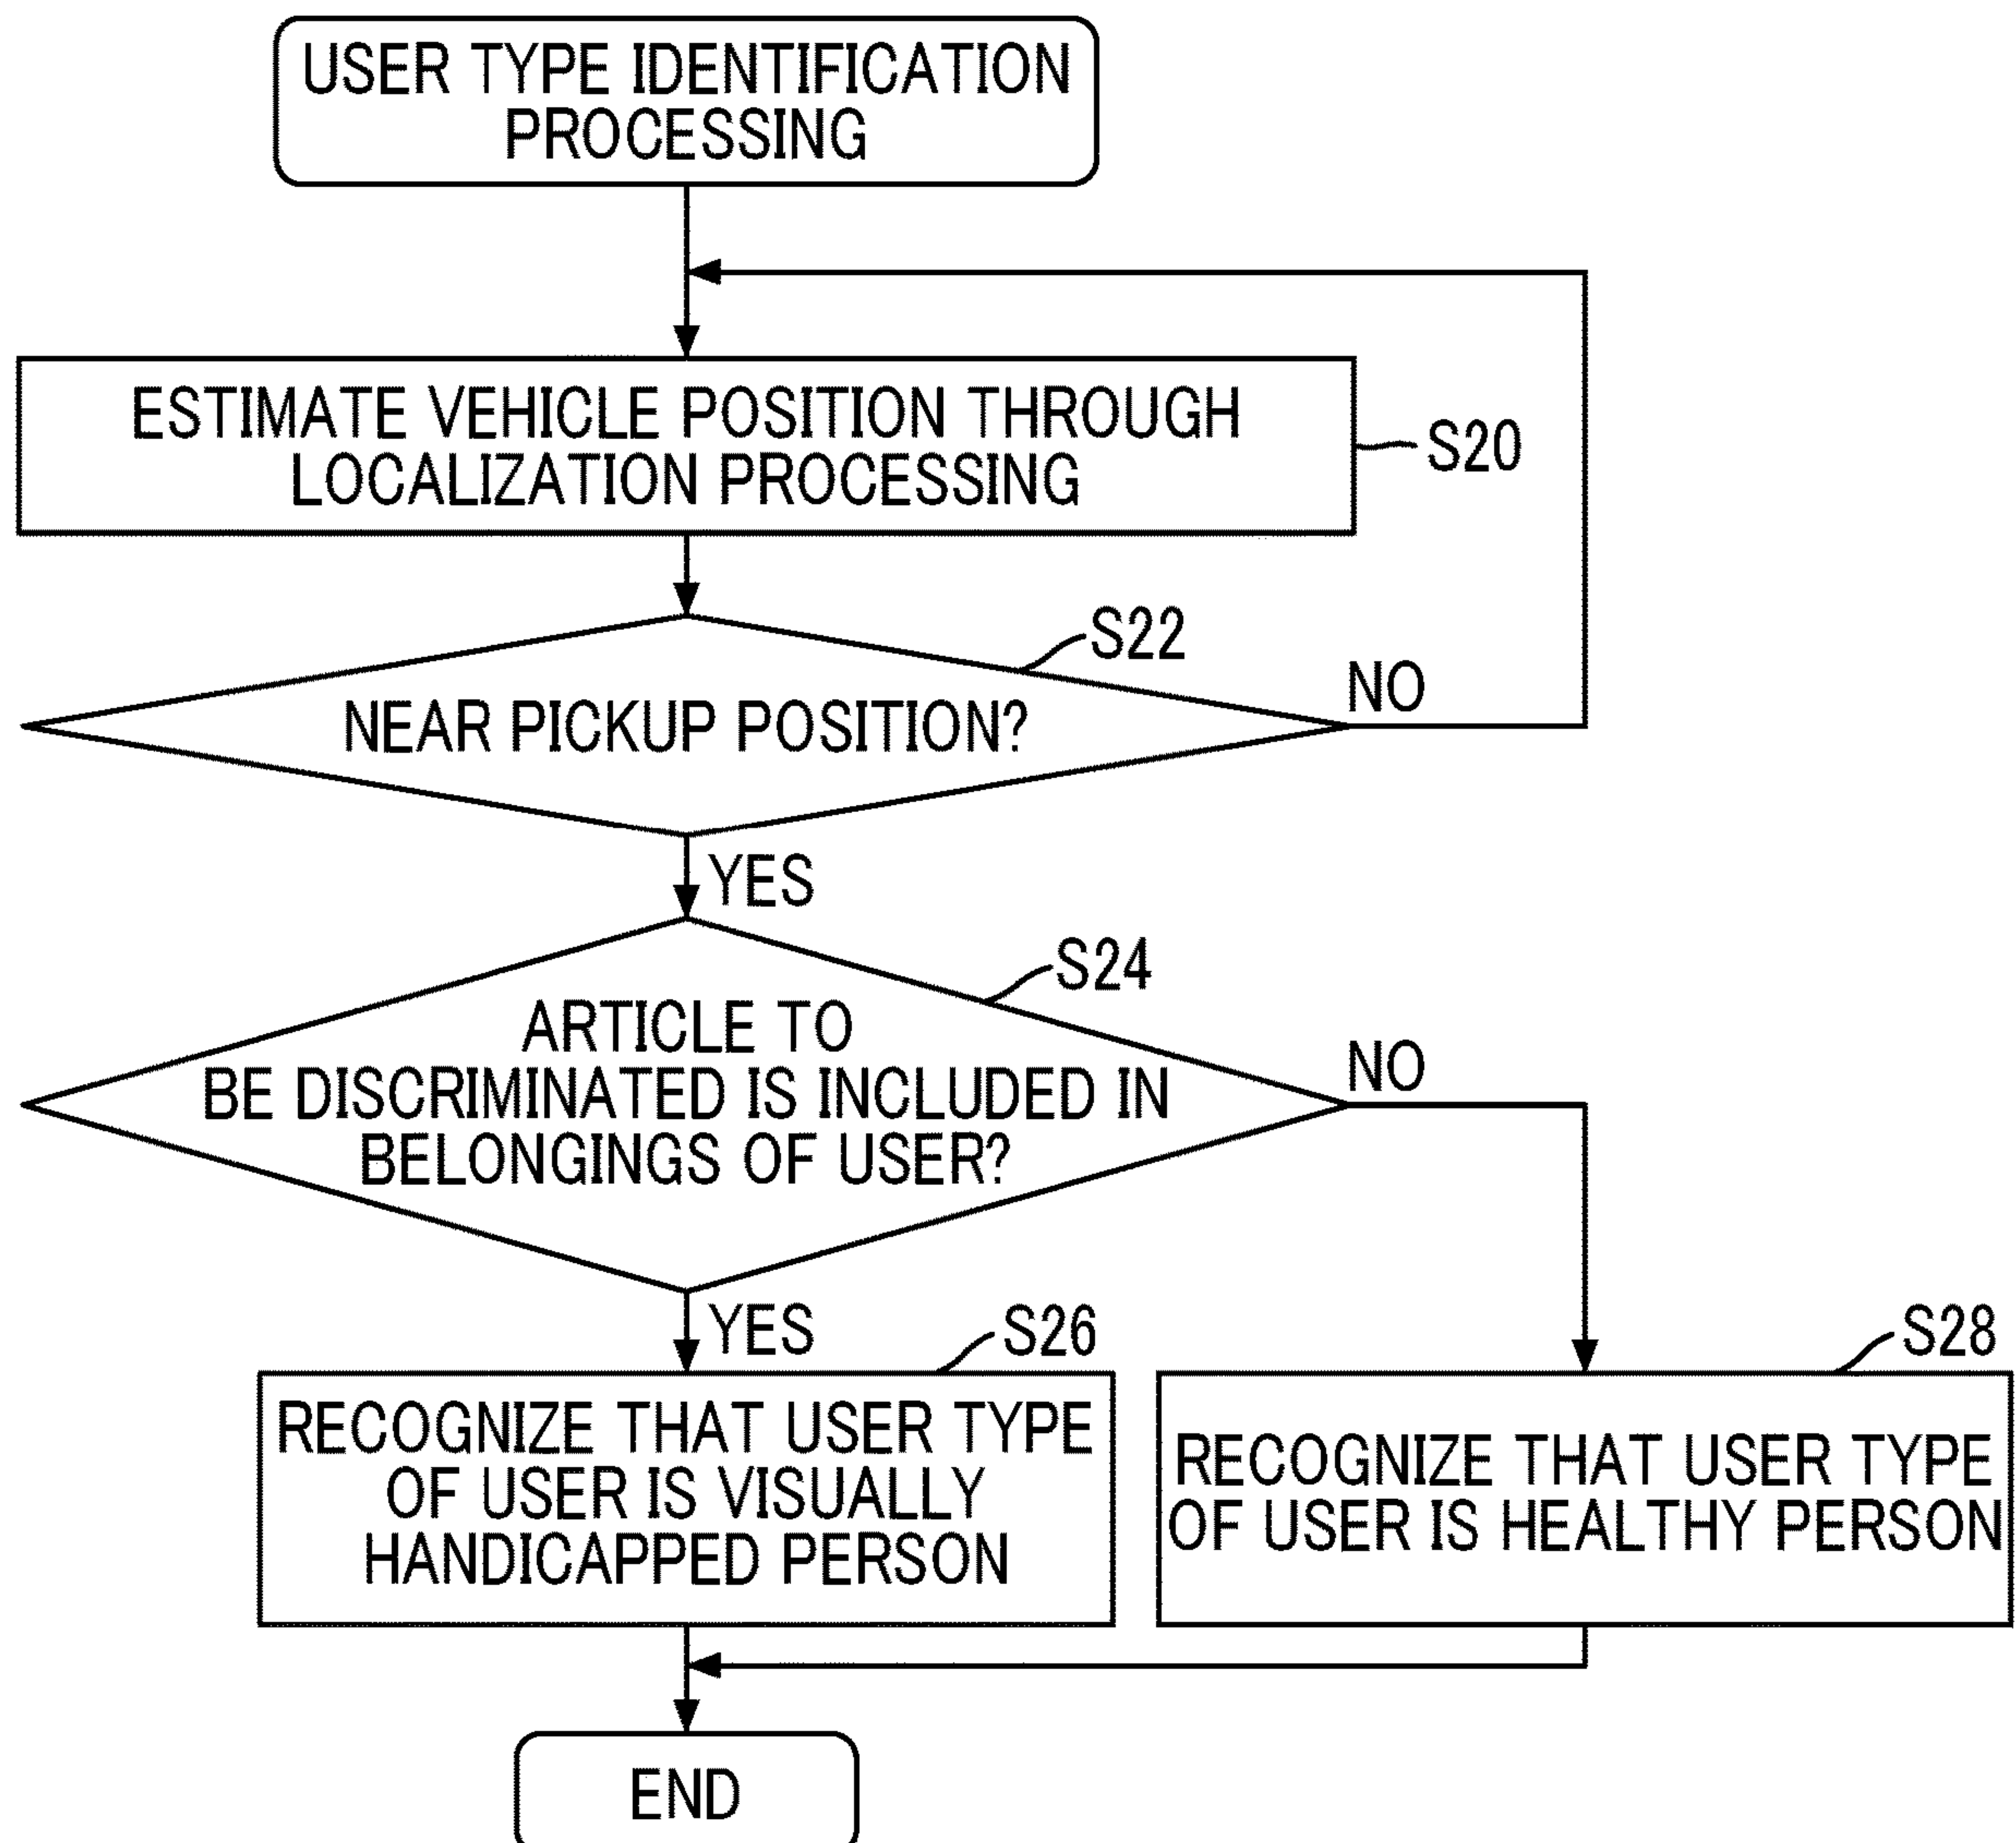 USER TYPE IDENTIFICATION
PROCESSING
ESTIMATE VEHICLE POSITION THROUGH
LOCALIZATION PROCESSING
S20
S22
NEAR PICKUP POSITION?
NO
YES
S24
ARTICLE TO
BE DISCRIMINATED IS INCLUDED IN
BELONGINGS OF USER?
NO
YES
S26
RECOGNIZE THAT USER TYPE
OF USER IS VISUALLY
HANDICAPPED PERSON
S28
RECOGNIZE THAT USER TYPE
OF USER IS HEALTHY PERSON
END